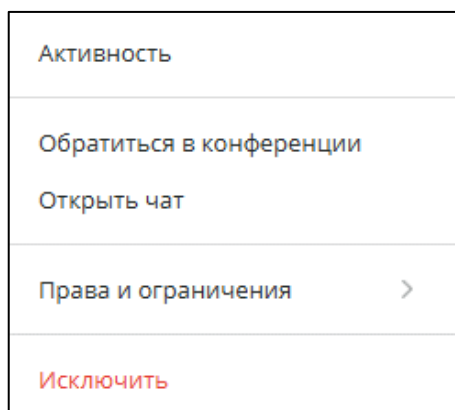 Активность
Обратиться в конференции
Открыть чат
Права и ограничения
Исключить